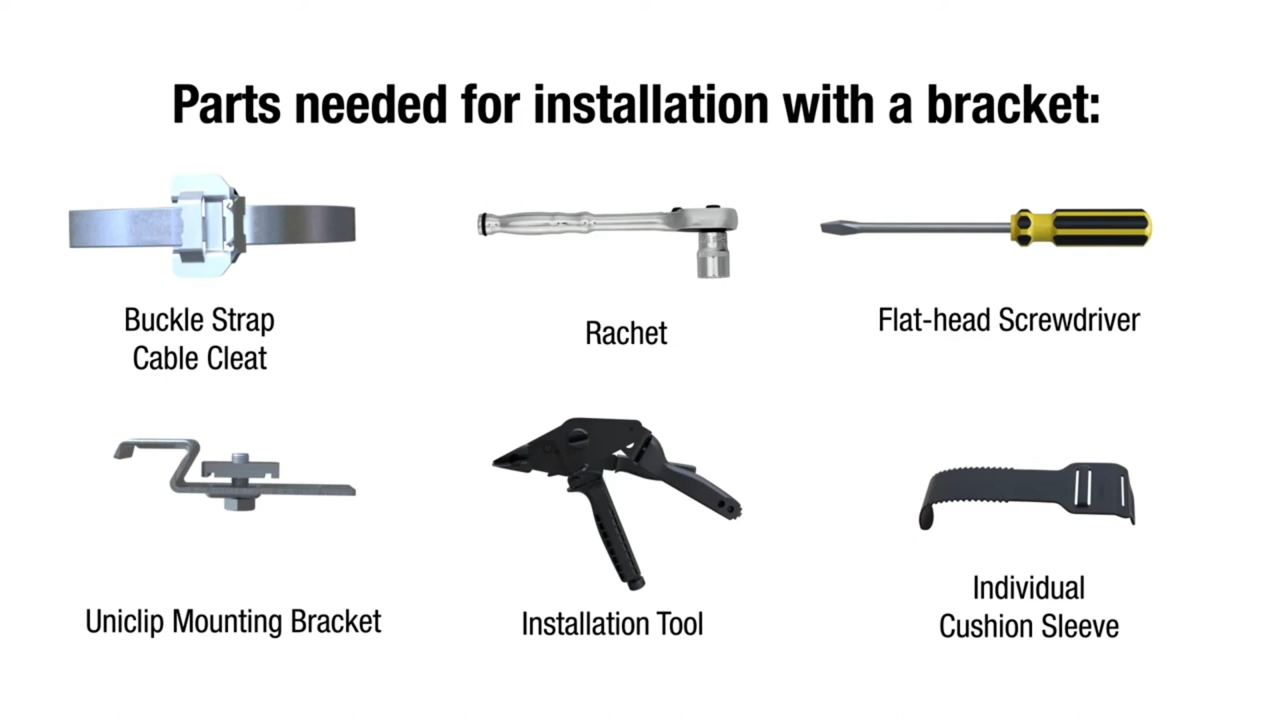 Parts needed for installation with a bracket:
Buckle Strap
Cable Cleat
Rachet
Flat-head Screwdriver
Uniclip Mounting Bracket
Installation Tool
Individual
Cushion Sleeve